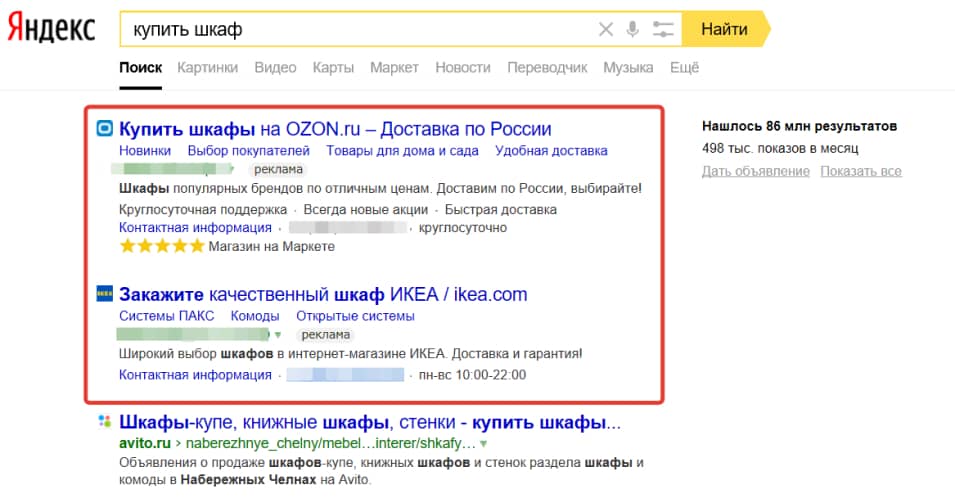 Яндекс
купить шкаф
Найти
Поиск Картинки Видео Карты Маркет Новости Переводчик Музыка Ещё
Купить шкафы на OZON.ru – Доставка по России
Новинки Выбор покупателей Товары для дома и сада Удобная доставка
реклама
Шкафы популярных брендов по отличным ценам. Доставим по России, выбирайте!
Круглосуточная поддержка · Всегда новые акции · Быстрая доставка
Контактная информация · · круглосуточно
Магазин на Маркете
Нашлось 86 млн результатов
498 тыс. показов в месяц
Дать объявление Показать все
IKEA
Закажите качественный шкаф ИКЕА / ikea.com
Системы ПАКС Комоды Открытые системы
реклама
Широкий выбор шкафов в интернет-магазине ИКЕА. Доставка и гарантия!
Контактная информация · · пн-вс 10:00-22:00
Шкафы-купе, книжные шкафы, стенки - купить шкафы...
avito.ru › naberezhnye_chelny/mebel…interer/shkafy…
Объявления о продаже шкафов-купе, книжных шкафов и стенок раздела шкафы и
комоды в Набережных Челнах на Avito.